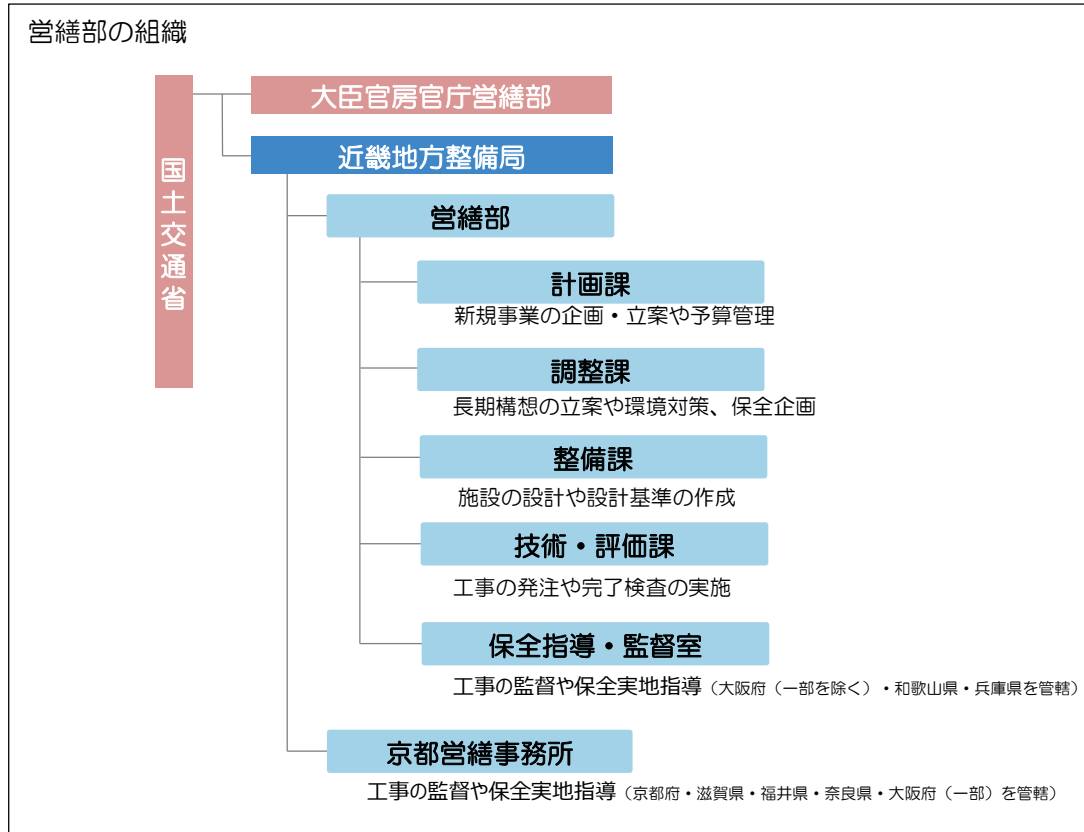 営繕部の組織
国土交通省
大臣官房官庁営繕部
近畿地方整備局
営繕部
計画課
新規事業の企画・立案や予算管理
調整課
長期構想の立案や環境対策、保全企画
整備課
施設の設計や設計基準の作成
技術・評価課
工事の発注や完了検査の実施
保全指導・監督室
工事の監督や保全実地指導（大阪府（一部を除く）・和歌山県・兵庫県を管轄）
京都営繕事務所
工事の監督や保全実地指導（京都府・滋賀県・福井県・奈良県・大阪府（一部）を管轄）